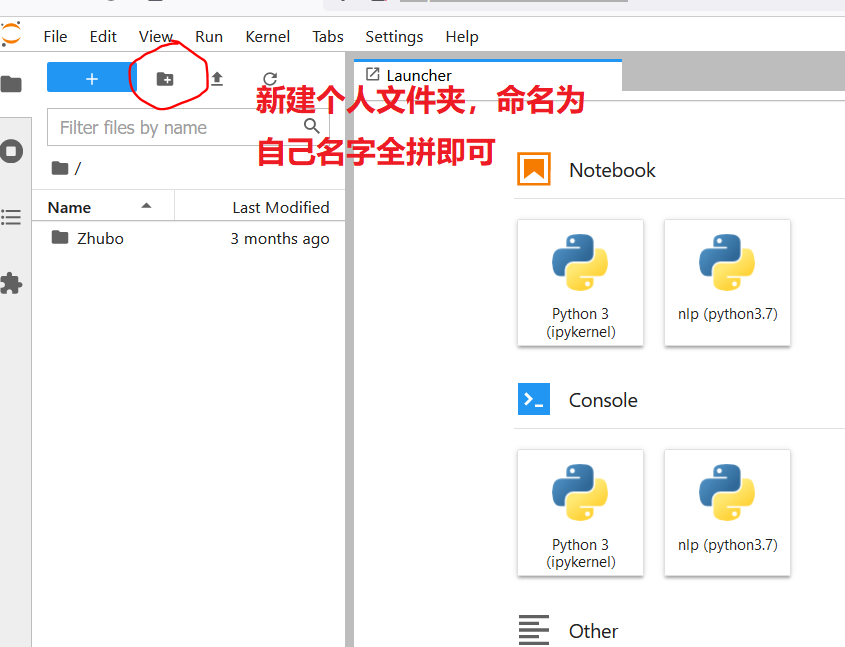 File Edit View Run Kernel Tabs Settings Help
+
Launcher
新建个人文件夹，命名为
自己名字全拼即可
Filter files by name
/
Name Last Modified
Zhubo 3 months ago
Notebook
Python 3
(ipykernel)
nlp (python3.7)
Console
Python 3
(ipykernel)
nlp (python3.7)
Other